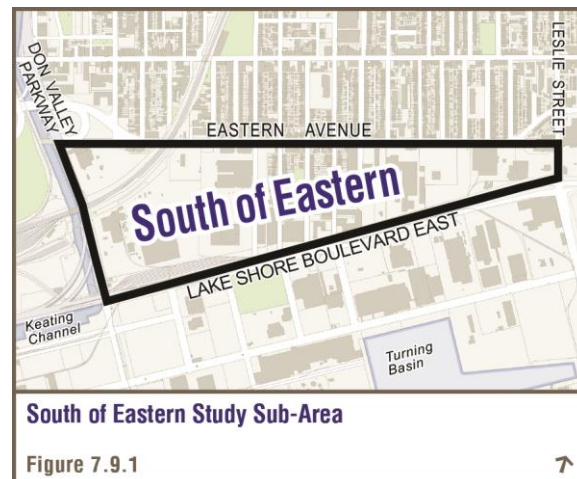 DON VALLEY
PARKWAY
LESLIE STREET
EASTERN AVENUE
South of Eastern
LAKE SHORE BOULEVARD EAST
Keating
Channel
Turning
Basin
South of Eastern Study Sub-Area
Figure 7.9.1